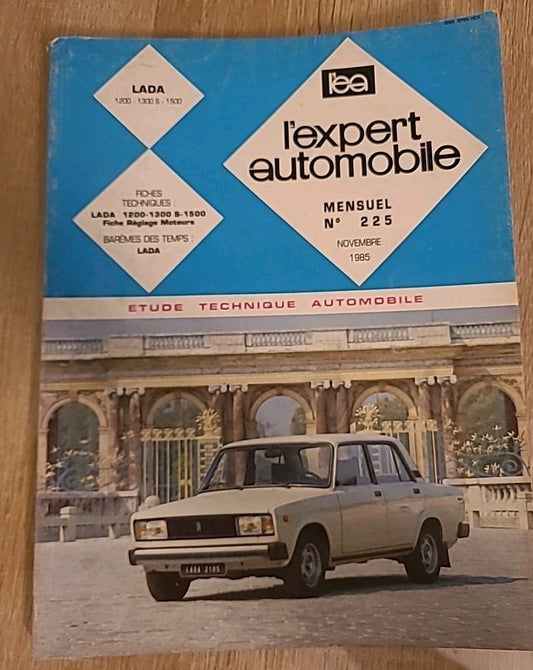 LADA
1200 - 1300 S - 1500
l'ea
l'expert
automobile
MENSUEL
N° 225
NOVEMBRE
1985
FICHES
TECHNIQUES :
LADA 1200-1300 S-1500
Fiche Réglage Moteurs
BARÈMES DES TEMPS :
LADA
ETUDE TECHNIQUE AUTOMOBILE
LADA 2105